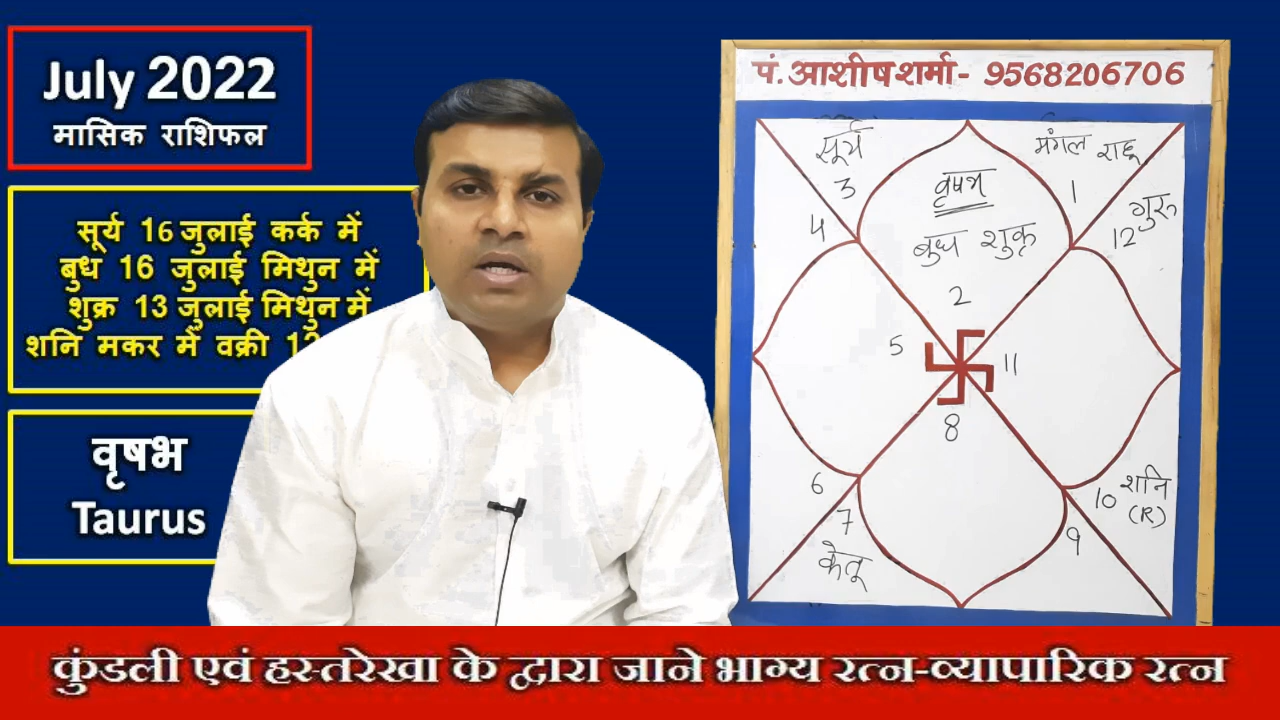 July 2022
मासिक राशिफल
सूर्य 16 जुलाई कर्क में
बुध 16 जुलाई मिथुन में
शुक्र 13 जुलाई मिथुन में
शनि मकर में वक्री
वृषभ
Taurus
पं. आशीष शर्मा - 9568206706
सूर्य
3
4
वृषभ
बुध शुक्र
2
मंगल राहू
1
गुरु
12
5
11
8
6
7
केतू
10 शनि
(R)
9
कुंडली एवं हस्तरेखा के द्वारा जाने भाग्य रत्न-व्यापारिक रत्न